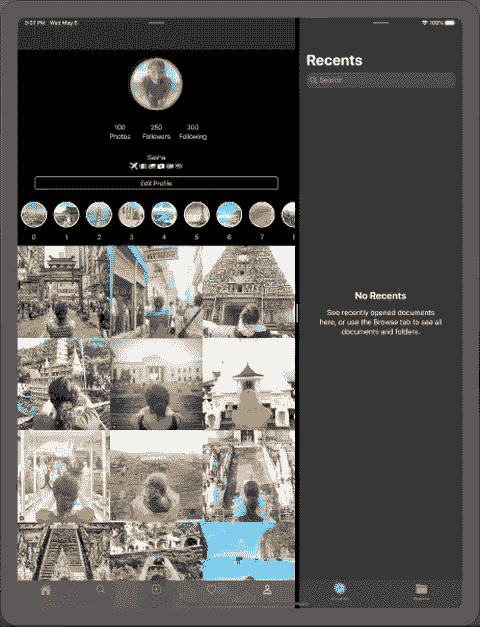 3:07 PM Wed May 5
100%
100
250
300
Photos
Followers
Following
Sasha
Edit Profile
0
1
2
3
4
5
6
7
Recents
Search
No Recents
See recently opened documents
here, or use the Browse tab to see all
documents and folders.